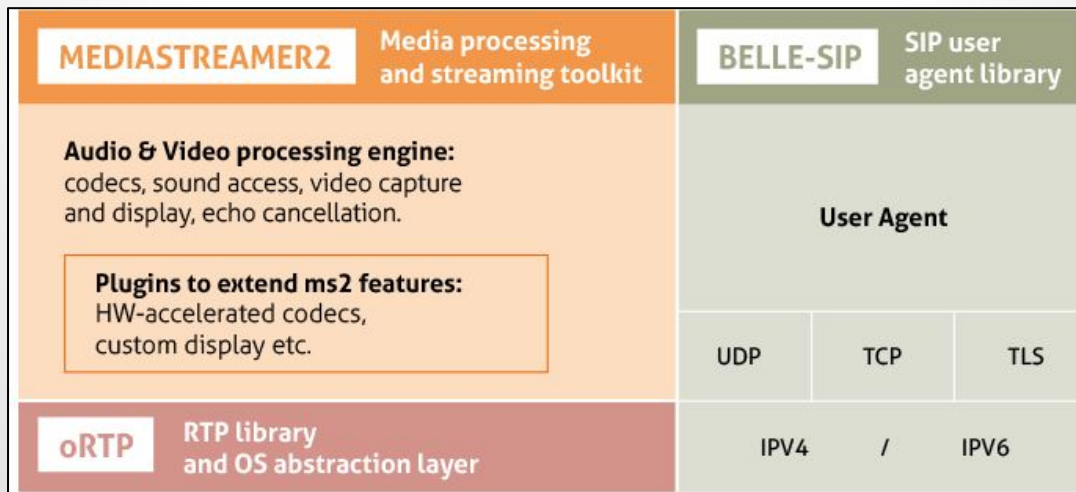 MEDIASTREAMER2
Media processing
and streaming toolkit
BELLE-SIP
SIP user
agent library
Audio & Video processing engine:
codecs, sound access, video capture
and display, echo cancellation.
Plugins to extend ms2 features:
HW-accelerated codecs,
custom display etc.
User Agent
UDP TCP TLS
oRTP
RTP library
and OS abstraction layer
IPV4 / IPV6